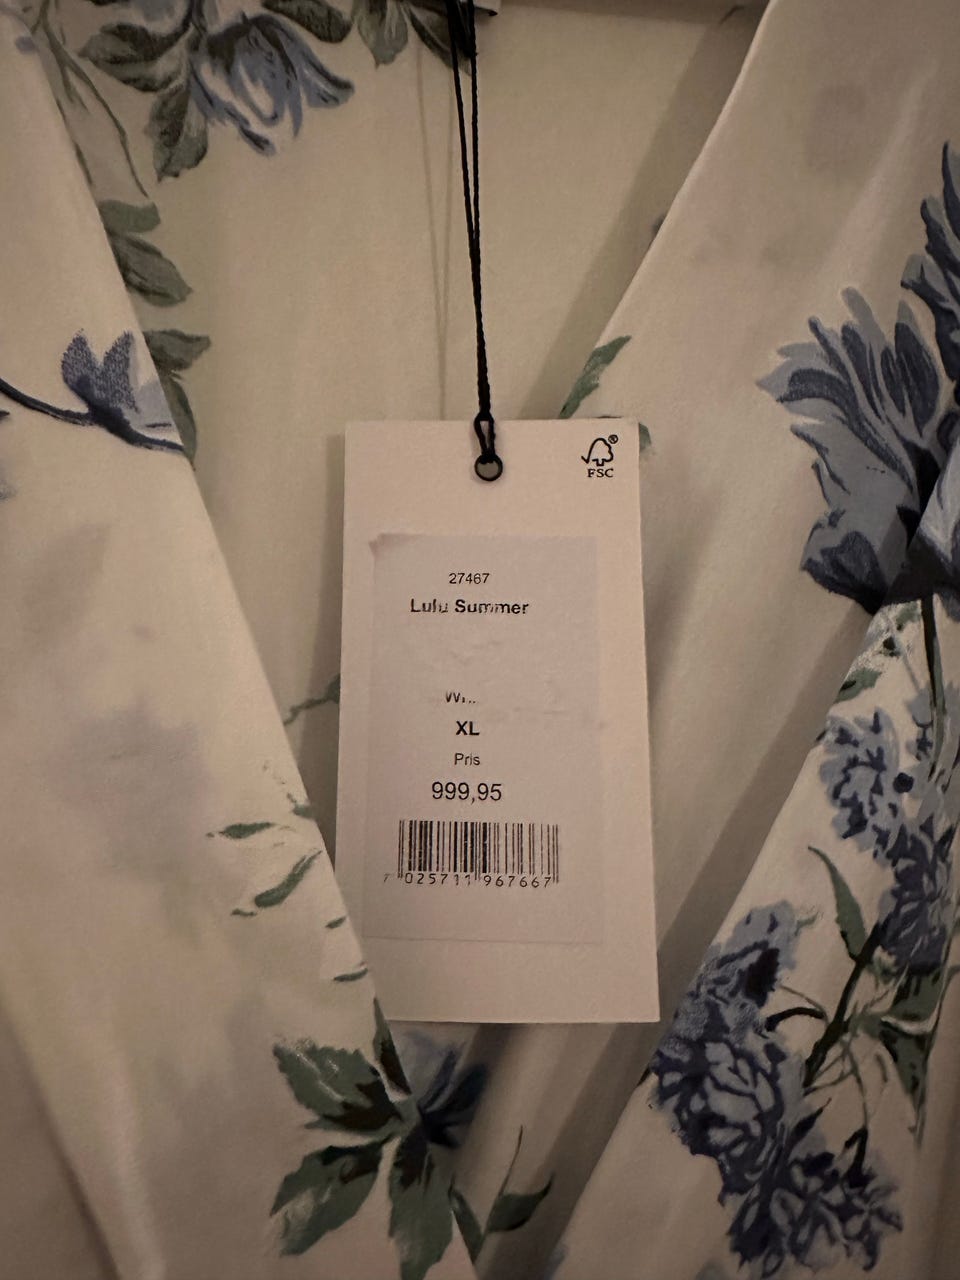 FSC®
27467
Lulu Summer
XL
Pris
999,95
7 025711 967667